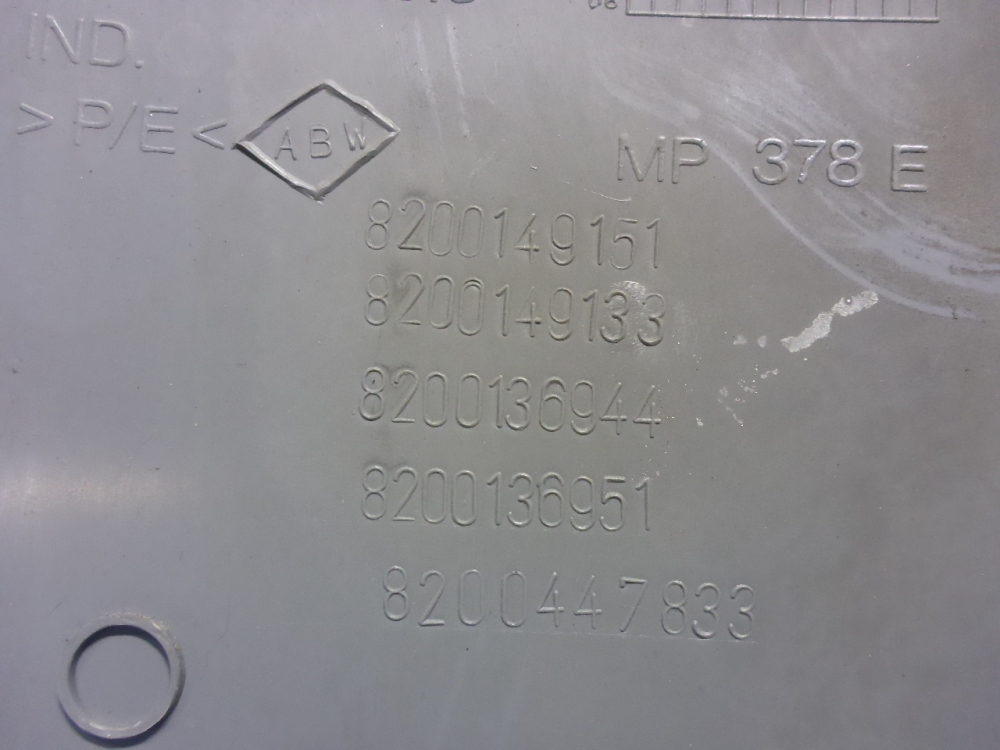 IND.
> P/E <
ABW
MP 378 E
8200149151
8200149133
8200136944
8200136951
8200447833